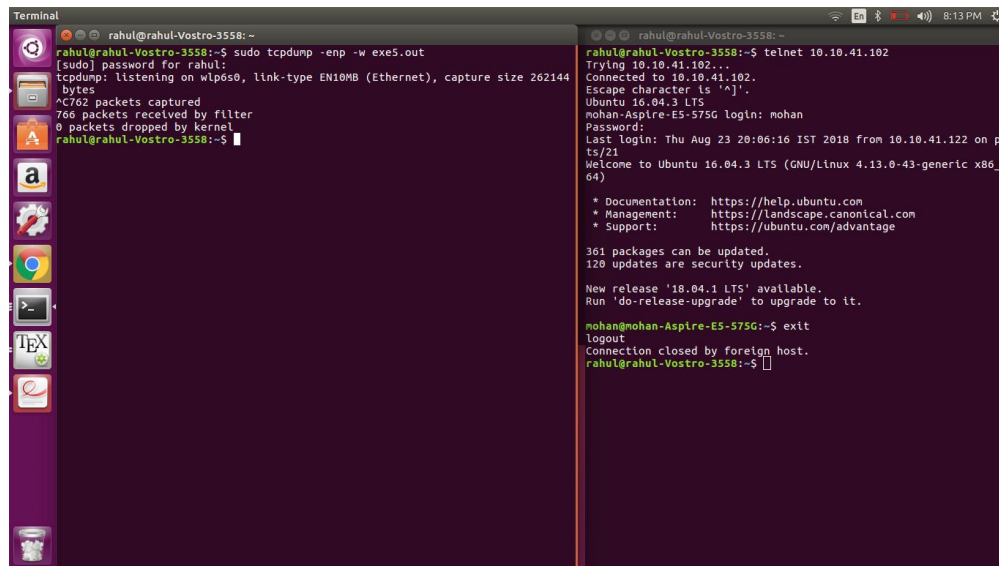 Terminal
En
8:13 PM
rahul@rahul-Vostro-3558: ~
rahul@rahul-Vostro-3558:~$ sudo tcpdump -enp -w exe5.out
[sudo] password for rahul:
tcpdump: listening on wlp6s0, link-type EN10MB (Ethernet), capture size 262144
bytes
^C762 packets captured
766 packets received by filter
0 packets dropped by kernel
rahul@rahul-Vostro-3558:~$
rahul@rahul-Vostro-3558: ~
rahul@rahul-Vostro-3558:~$ telnet 10.10.41.102
Trying 10.10.41.102...
Connected to 10.10.41.102.
Escape character is '^]'.
Ubuntu 16.04.3 LTS
mohan-Aspire-E5-575G login: mohan
Password:
Last login: Thu Aug 23 20:06:16 IST 2018 from 10.10.41.122 on p
ts/21
Welcome to Ubuntu 16.04.3 LTS (GNU/Linux 4.13.0-43-generic x86_
64)
* Documentation: https://help.ubuntu.com
* Management: https://landscape.canonical.com
* Support: https://ubuntu.com/advantage
361 packages can be updated.
120 updates are security updates.
New release '18.04.1 LTS' available.
Run 'do-release-upgrade' to upgrade to it.
mohan@mohan-Aspire-E5-575G:~$ exit
logout
Connection closed by foreign host.
rahul@rahul-Vostro-3558:~$
A
a
>_
TEX